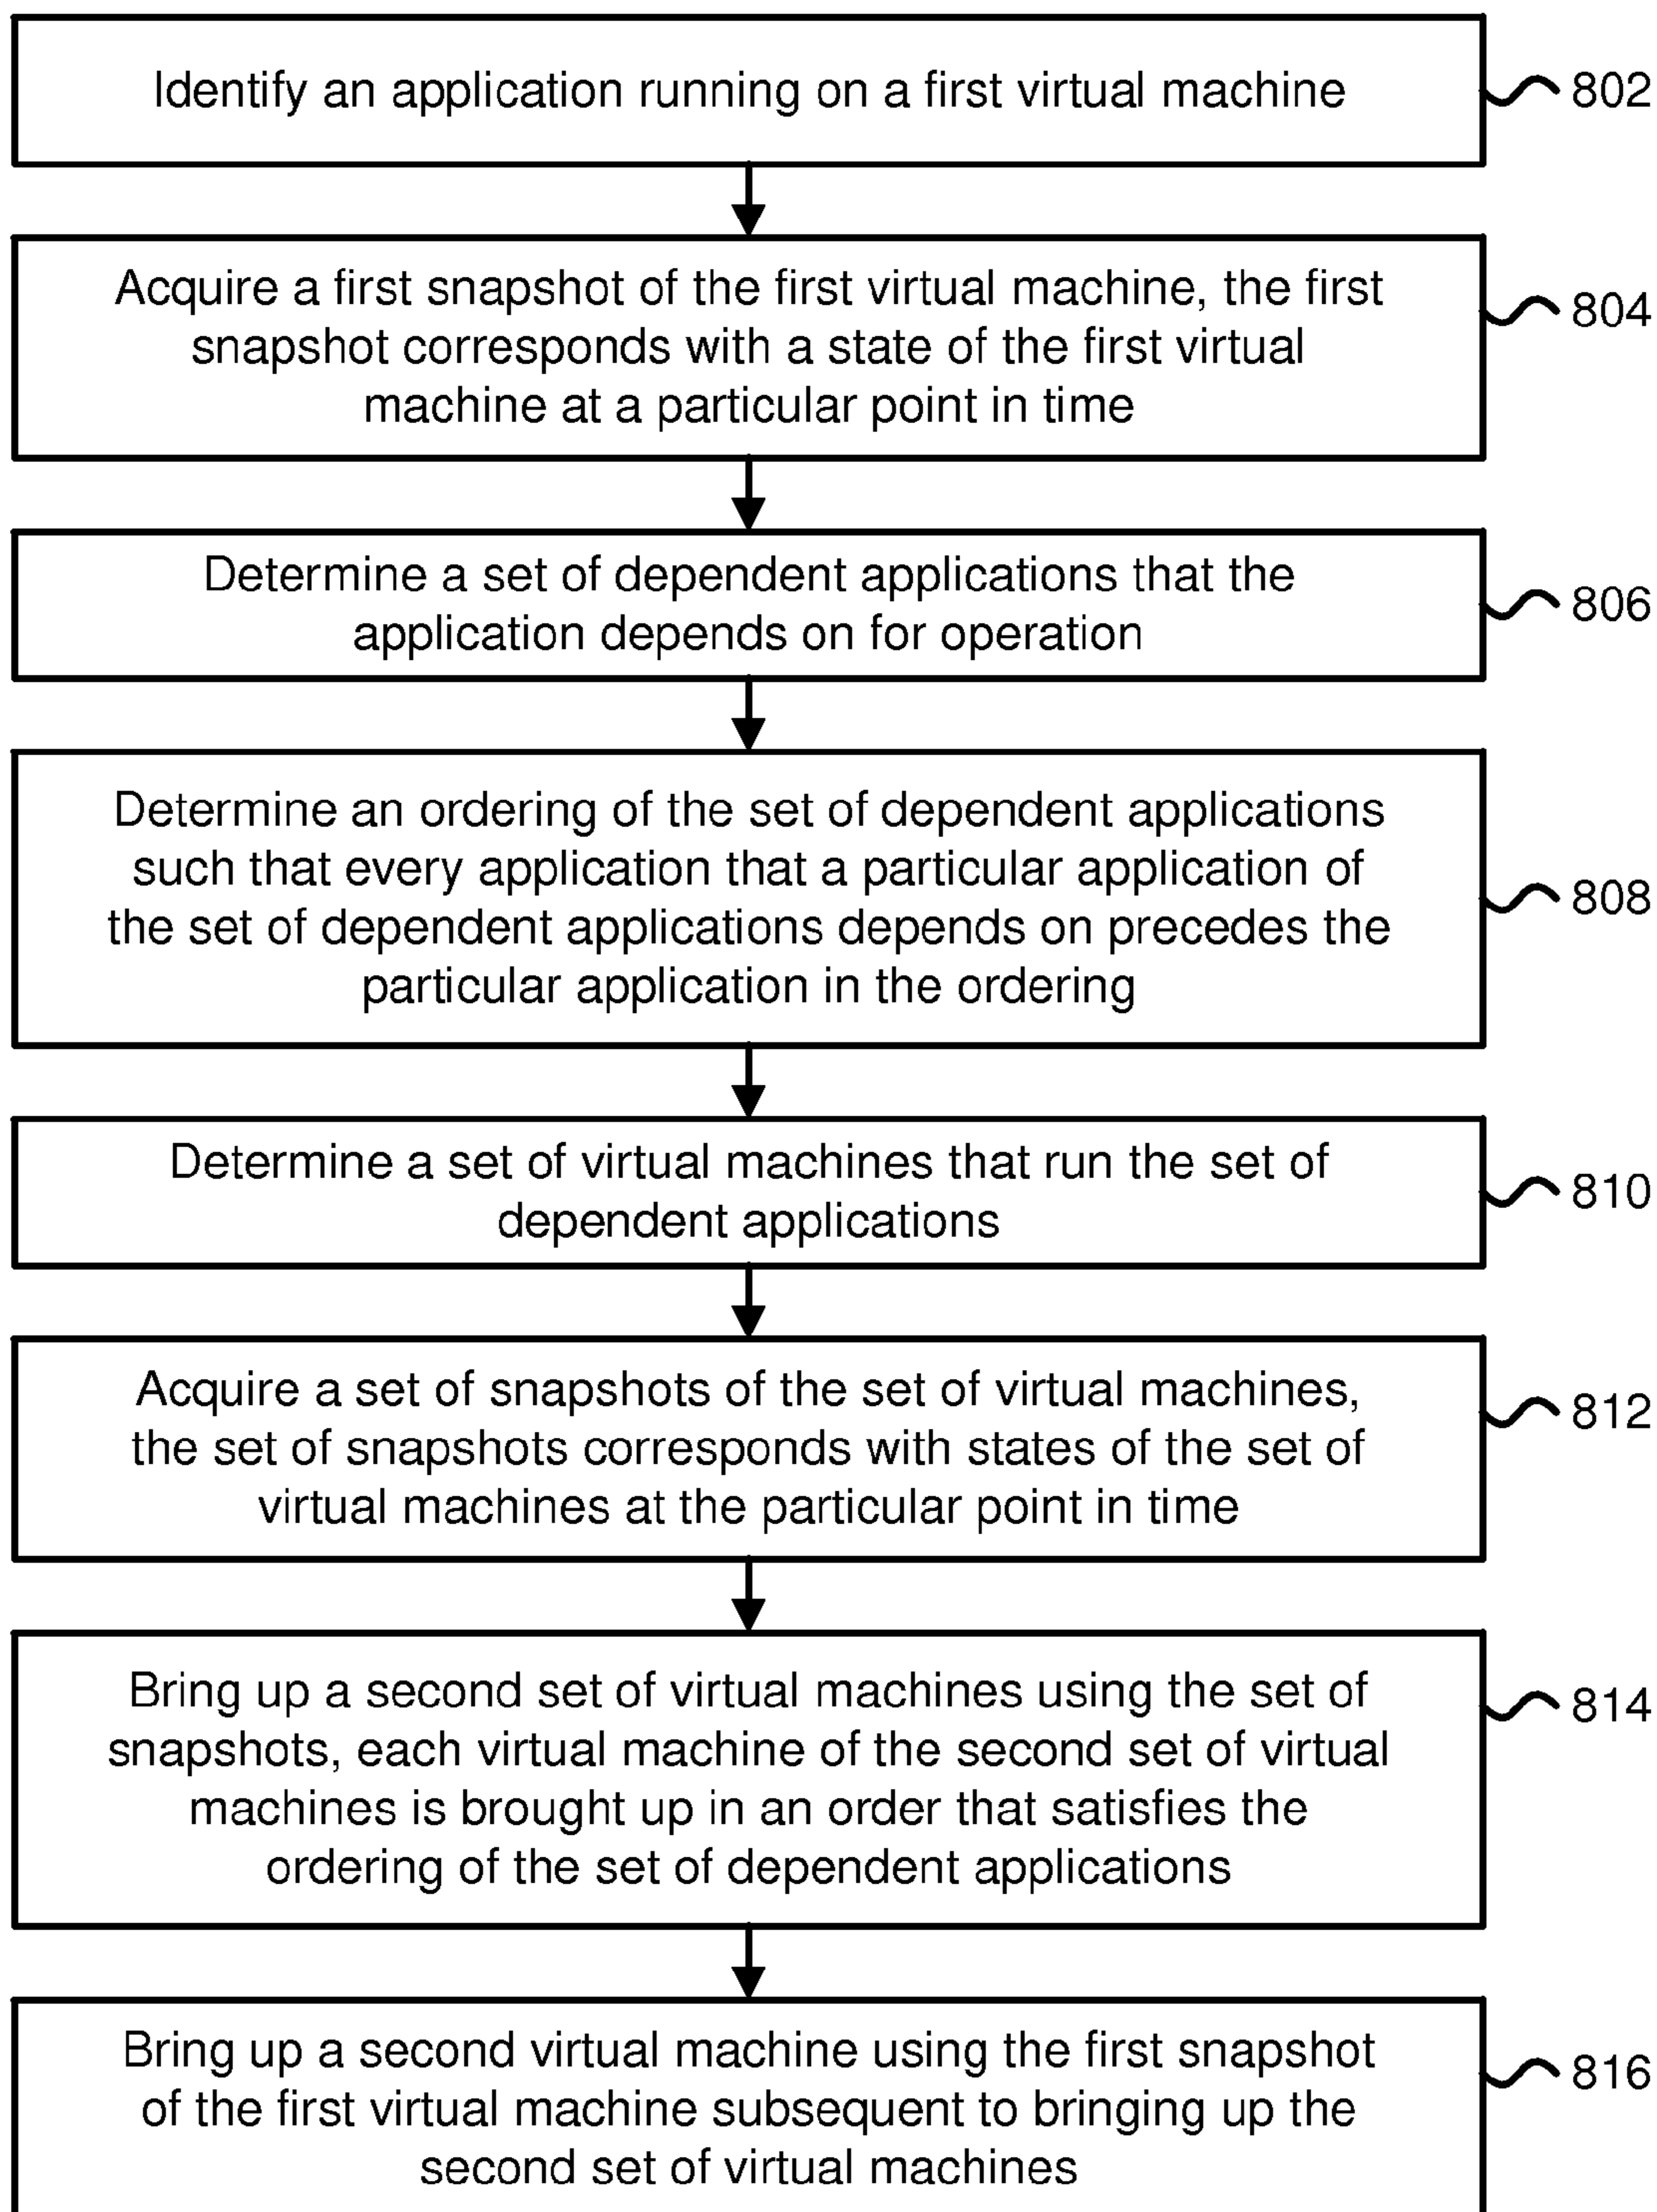 Identify an application running on a first virtual machine
802
Acquire a first snapshot of the first virtual machine, the first
snapshot corresponds with a state of the first virtual
machine at a particular point in time
804
Determine a set of dependent applications that the
application depends on for operation
806
Determine an ordering of the set of dependent applications
such that every application that a particular application of
the set of dependent applications depends on precedes the
particular application in the ordering
808
Determine a set of virtual machines that run the set of
dependent applications
810
Acquire a set of snapshots of the set of virtual machines,
the set of snapshots corresponds with states of the set of
virtual machines at the particular point in time
812
Bring up a second set of virtual machines using the set of
snapshots, each virtual machine of the second set of virtual
machines is brought up in an order that satisfies the
ordering of the set of dependent applications
814
Bring up a second virtual machine using the first snapshot
of the first virtual machine subsequent to bringing up the
second set of virtual machines
816